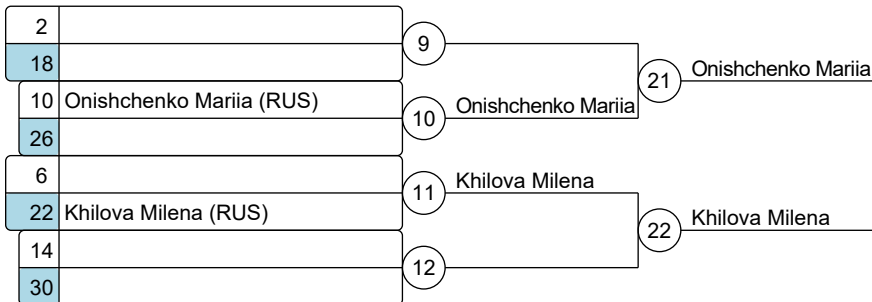 2
9
18
21 Onishchenko Mariia
10 Onishchenko Mariia (RUS)
10 Onishchenko Mariia
26
6
11 Khilova Milena
22 Khilova Milena (RUS)
22 Khilova Milena
14
12
30